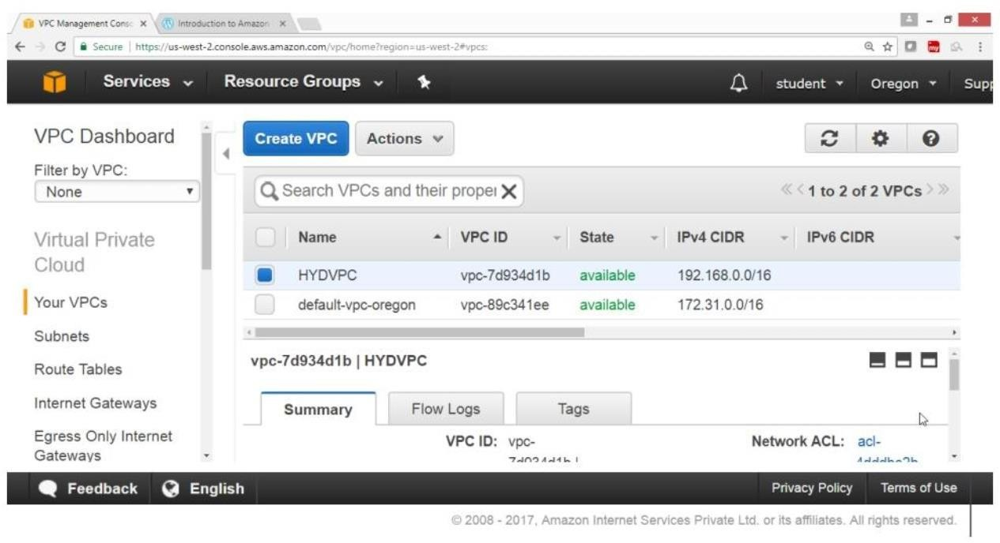 VPC Management Consc
Introduction to Amazon
Secure | https://us-west-2.console.aws.amazon.com/vpc/home?region=us-west-2#vpcs:
Services
Resource Groups
student
Oregon
Supp
VPC Dashboard
Filter by VPC:
None
Virtual Private
Cloud
Your VPCs
Subnets
Route Tables
Internet Gateways
Egress Only Internet
Gateways
Create VPC
Actions
Search VPCs and their proper
1 to 2 of 2 VPCs
Name VPC ID State IPv4 CIDR IPv6 CIDR
HYDVPC vpc-7d934d1b available 192.168.0.0/16
default-vpc-oregon vpc-89c341ee available 172.31.0.0/16
vpc-7d934d1b | HYDVPC
Summary Flow Logs Tags
VPC ID: vpc-
7d934d1b |
Network ACL: acl-
Feedback
English
Privacy Policy
Terms of Use
© 2008 - 2017, Amazon Internet Services Private Ltd. or its affiliates. All rights reserved.